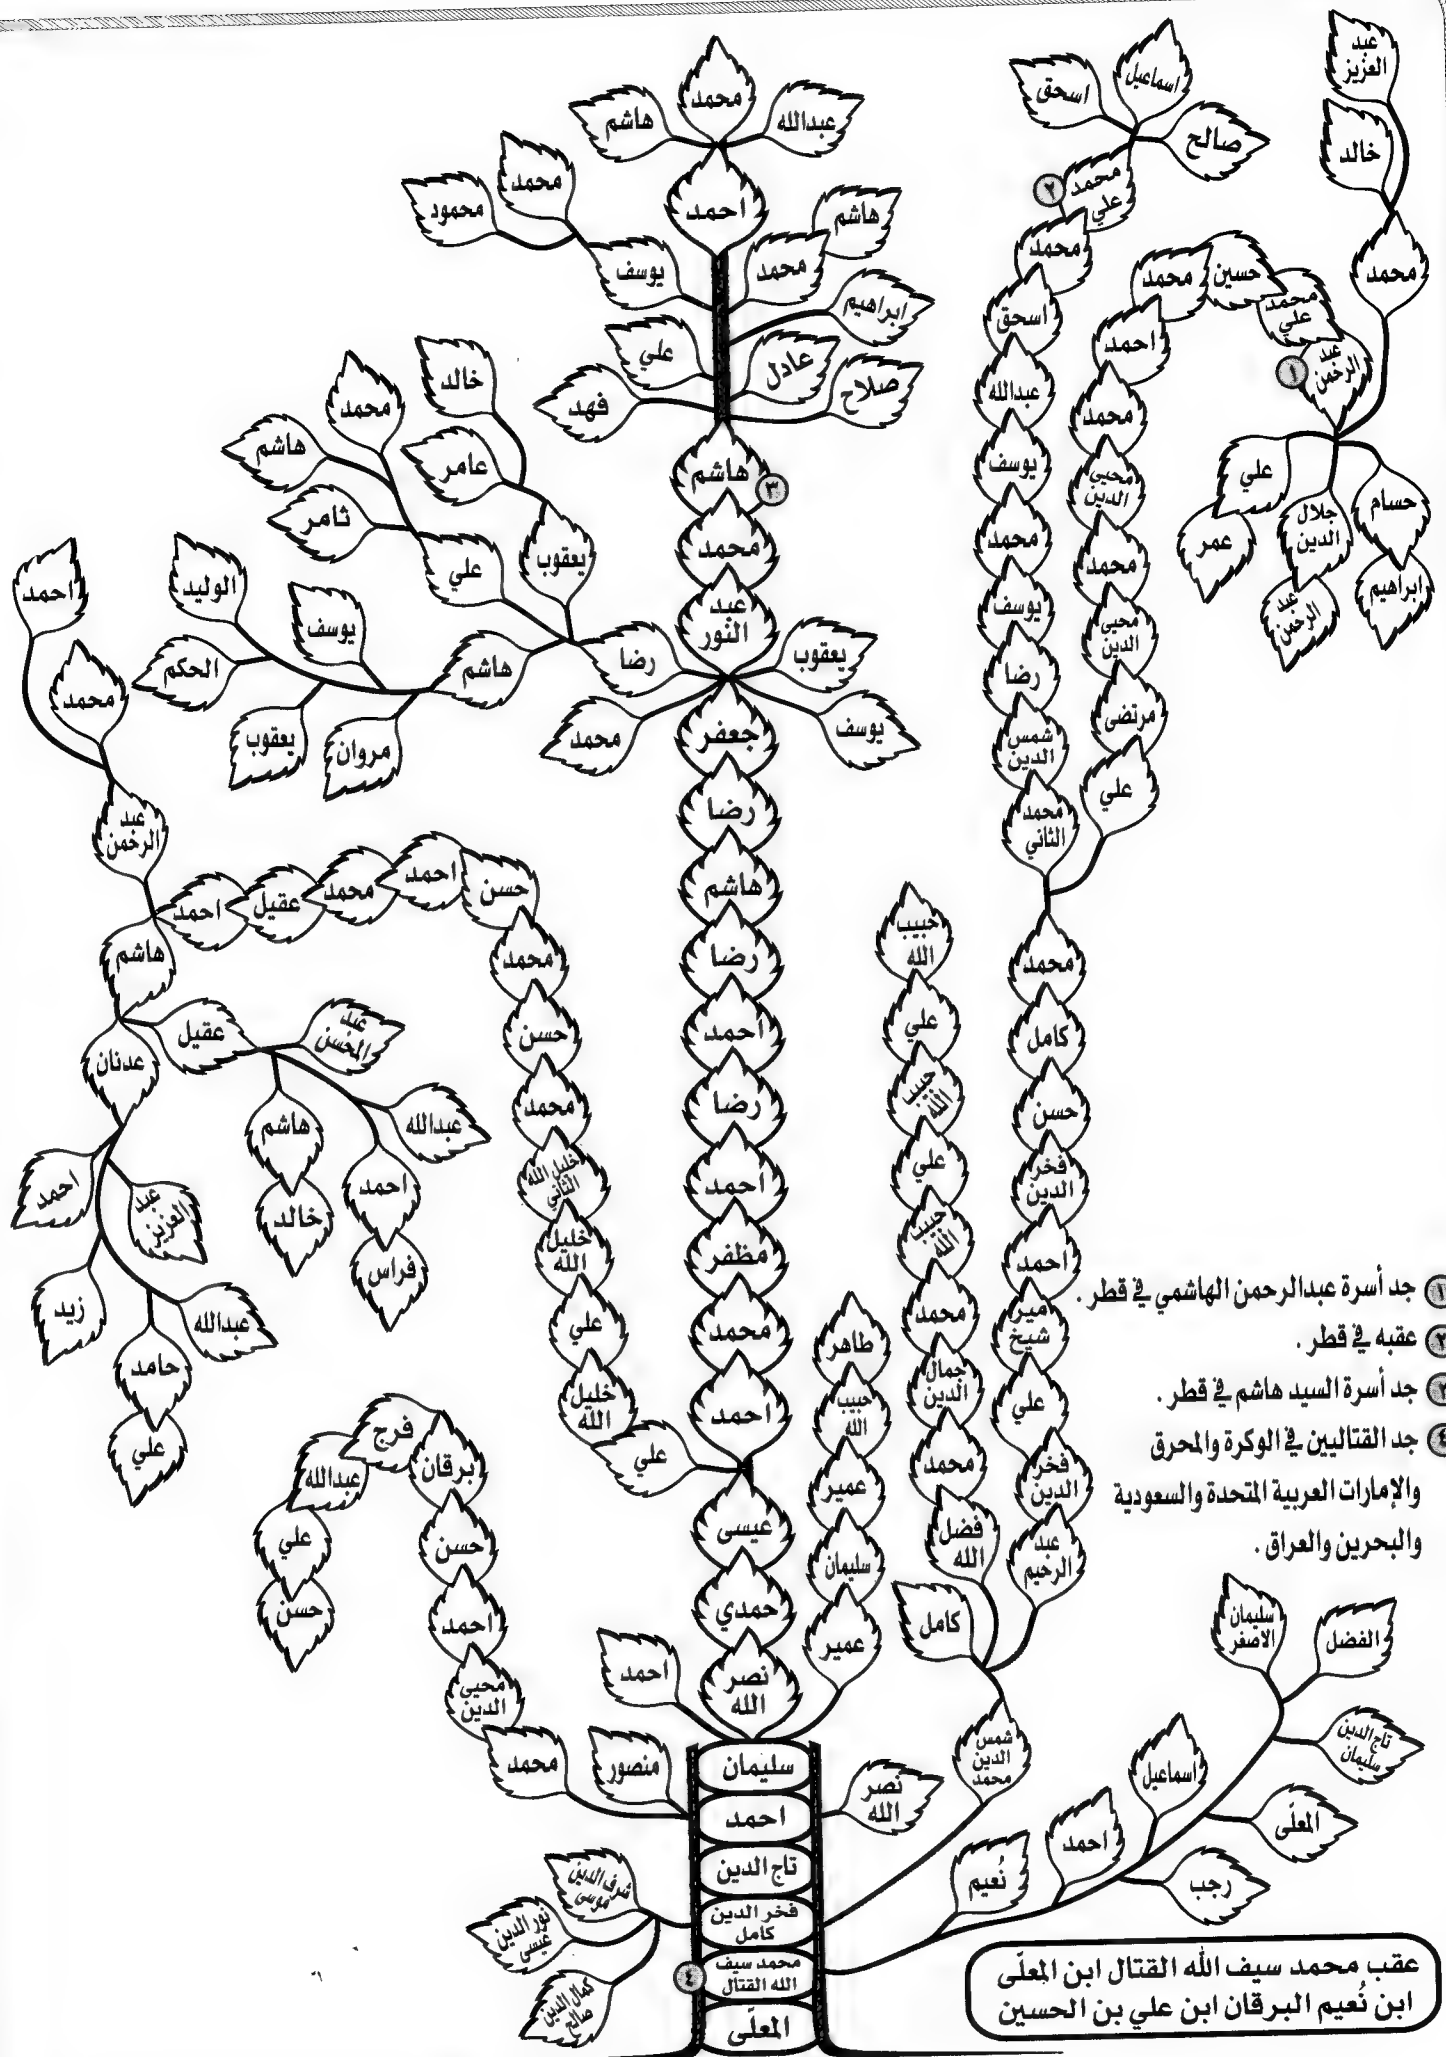 محمد
هاشم
عبدالله
محمد
محمود
احمد
هاشم
محمد
يوسف
ابراهيم
علي
عادل
فهد
صلاح
هاشم
٣
محمد
عبد
النور
خالد
محمد
هاشم
عامر
ثامر
يعقوب
علي
رضا
يعقوب
محمد
يوسف
هاشم
يوسف
الوليد
الحكم
يعقوب
مروان
جعفر
رضا
هاشم
رضا
احمد
رضا
احمد
مظفر
محمد
احمد
عيسى
حمدي
نصر
الله
اسحق
اسماعيل
صالح
محمد
علي
٢
محمد
اسحق
عبدالله
يوسف
محمد
يوسف
رضا
شمس
الدين
محمد
الثاني
عبد
العزيز
خالد
محمد
عبد
الرحمن
١
محمد
علي
حسين
محمد
احمد
محمد
محيي
الدين
محمد
محيي
الدين
مرتضى
علي
علي
عمر
جلال
الدين
عبد
الرحمن
حسام
ابراهيم
محمد
كامل
حسن
فخر
الدين
احمد
مير
شيخ
علي
فخر
الدين
عبد
الرحيم
حبيب
الله
علي
حبيب
الله
علي
حبيب
الله
محمد
جمال
الدين
محمد
فضل
الله
كامل
طاهر
حبيب
الله
عمير
سليمان
عمير
احمد
محمد
عبد
الرحمن
احمد
عقيل
محمد
احمد
حسن
محمد
حسن
محمد
خليل الله
الثاني
خليل
الله
علي
خليل
الله
علي
هاشم
عقيل
عبد
المحسن
عدنان
هاشم
خالد
عبدالله
احمد
فراس
احمد
عبد
العزيز
زيد
عبدالله
حامد
علي
فرج
برقان
عبدالله
علي
حسن
حسن
احمد
محيي
الدين
محمد
منصور
احمد
١ جد أسرة عبدالرحمن الهاشمي في قطر .
٢ عقبه في قطر .
٣ جد أسرة السيد هاشم في قطر .
٤ جد القتاليين في الوكرة والمحرق
والإمارات العربية المتحدة والسعودية
والبحرين والعراق .
سليمان
احمد
تاج الدين
فخر الدين
كامل
محمد سيف
الله القتال
٤
المعلّى
نصر
الله
شمس
الدين
محمد
شرف الدين
موسى
نور الدين
عيسى
كمال الدين
صالح
سليمان
الاصغر
الفضل
تاج الدين
سليمان
اسماعيل
المعلّى
احمد
رجب
نُعيم
عقب محمد سيف الله القتال ابن المعلّى
ابن نُعيم البرقان ابن علي بن الحسين